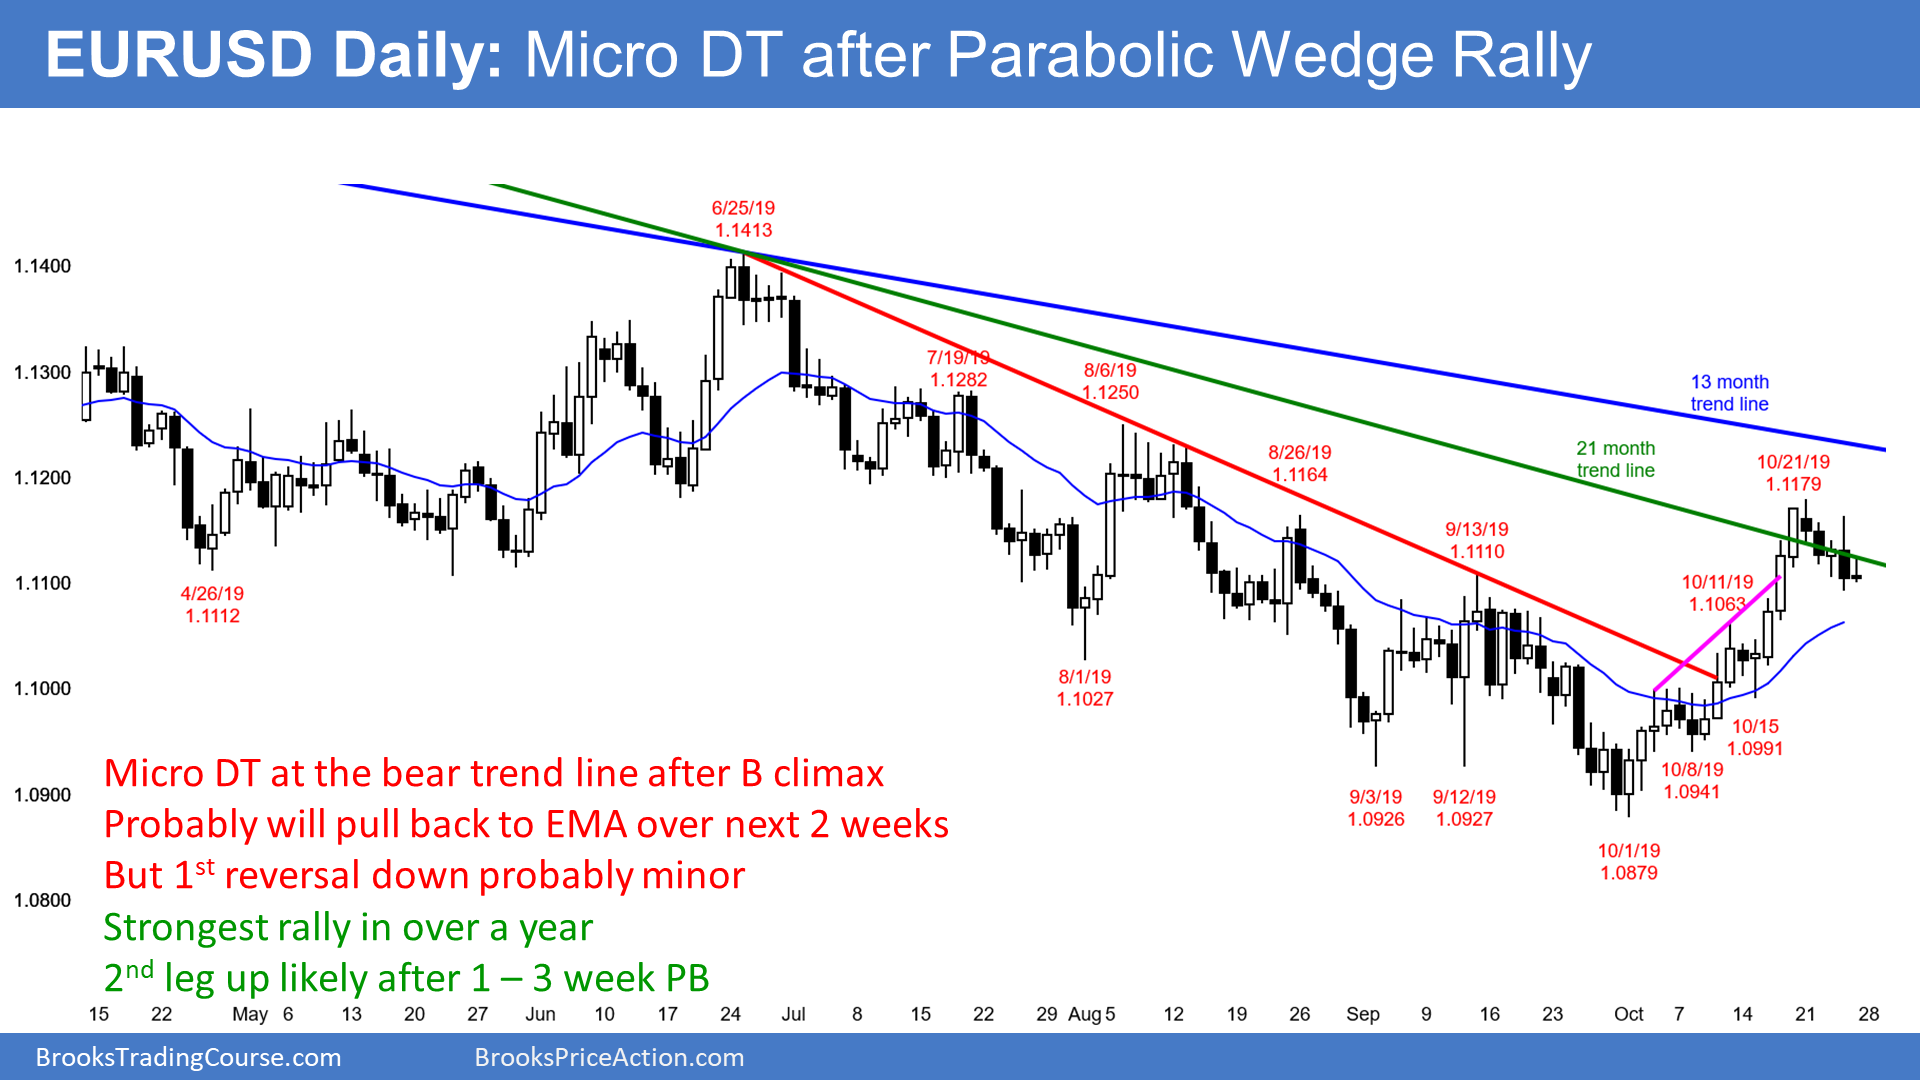 EURUSD Daily: Micro DT after Parabolic Wedge Rally
6/25/19
1.1413
1.1400
1.1300
1.1200
1.1100
1.1000
1.0900
1.0800
7/19/19
1.1282
8/6/19
1.1250
13 month
trend line
21 month
trend line
8/26/19
1.1164
10/21/19
1.1179
9/13/19
1.1110
4/26/19
1.1112
10/11/19
1.1063
8/1/19
1.1027
10/15
1.0991
10/8/19
1.0941
9/3/19
1.0926
9/12/19
1.0927
10/1/19
1.0879
Micro DT at the bear trend line after B climax
Probably will pull back to EMA over next 2 weeks
But 1st reversal down probably minor
Strongest rally in over a year
2nd leg up likely after 1 – 3 week PB
15 22 May 6 13 20 27 Jun 10 17 24 Jul 8 15 22 29 Aug 5 12 19 26 Sep 9 16 23 Oct 7 14 21 28
BrooksTradingCourse.com BrooksPriceAction.com